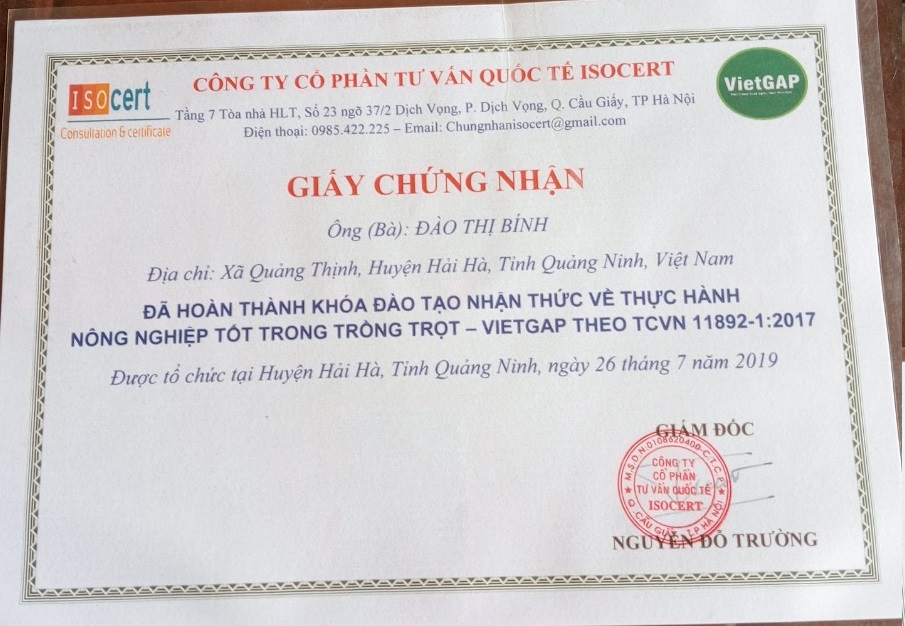 ISOcert
Consultation & certificate
CÔNG TY CỔ PHẦN TƯ VẤN QUỐC TẾ ISOCERT
Tầng 7 Tòa nhà HLT, Số 23 ngõ 37/2 Dịch Vọng, P. Dịch Vọng, Q. Cầu Giấy, TP Hà Nội
Điện thoại: 0985.422.225 – Email: Chungnhanisocert@gmail.com
VietGAP
GIẤY CHỨNG NHẬN
Ông (Bà): ĐÀO THỊ BÍNH
Địa chỉ: Xã Quảng Thịnh, Huyện Hải Hà, Tỉnh Quảng Ninh, Việt Nam
ĐÃ HOÀN THÀNH KHÓA ĐÀO TẠO NHẬN THỨC VỀ THỰC HÀNH
NÔNG NGHIỆP TỐT TRONG TRỒNG TRỌT – VIETGAP THEO TCVN 11892-1:2017
Được tổ chức tại Huyện Hải Hà, Tỉnh Quảng Ninh, ngày 26 tháng 7 năm 2019
GIÁM ĐỐC
M.S.D.N:0108620400-C.T.C.P
CÔNG TY
CỔ PHẦN
TƯ VẤN QUỐC TẾ
ISOCERT
Q. CẦU GIẤY - T.P HÀ NỘI
NGUYỄN ĐỖ TRƯỜNG